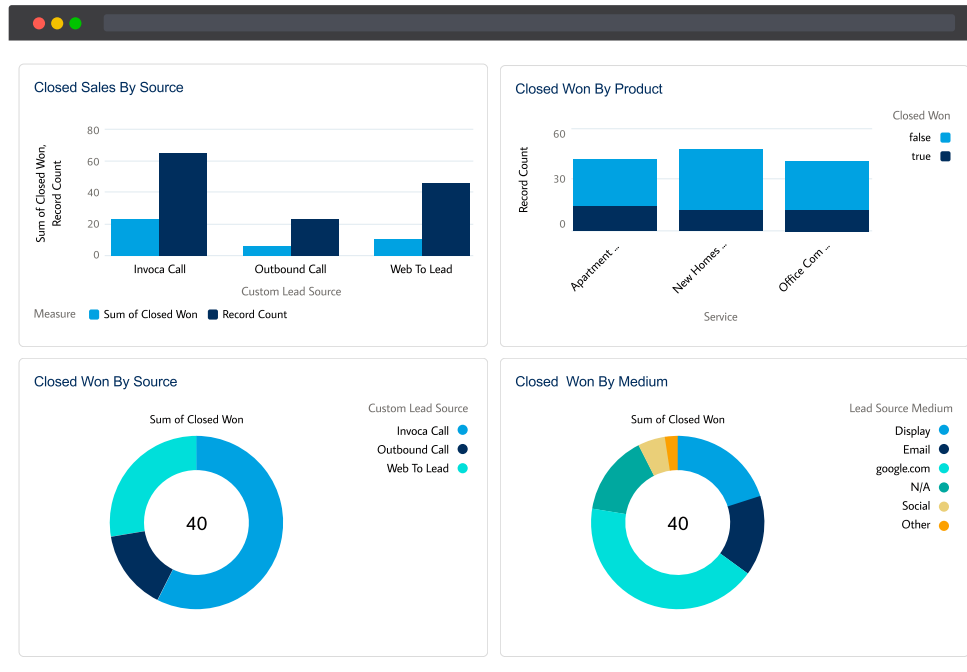 Closed Sales By Source
80
60
40
20
0
Sum of Closed Won,
Record Count
Invoca Call
Outbound Call
Web To Lead
Custom Lead Source
Measure
Sum of Closed Won
Record Count
Closed Won By Product
Closed Won
false
true
60
30
0
Record Count
Apartment ...
New Homes ...
Office Com ...
Service
Closed Won By Source
Sum of Closed Won
40
Custom Lead Source
Invoca Call
Outbound Call
Web To Lead
Closed  Won By Medium
Sum of Closed Won
40
Lead Source Medium
Display
Email
google.com
N/A
Social
Other